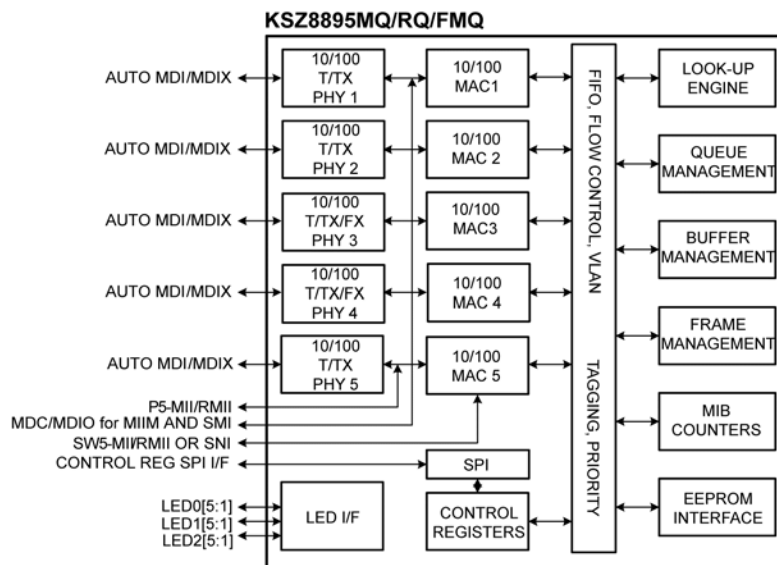 KSZ8895MQ/RQ/FMQ
AUTO MDI/MDIX
10/100
T/TX
PHY 1
10/100
MAC1
AUTO MDI/MDIX
10/100
T/TX
PHY 2
10/100
MAC 2
AUTO MDI/MDIX
10/100
T/TX/FX
PHY 3
10/100
MAC3
AUTO MDI/MDIX
10/100
T/TX/FX
PHY 4
10/100
MAC 4
AUTO MDI/MDIX
10/100
T/TX
PHY 5
10/100
MAC 5
P5-MII/RMII
MDC/MDIO for MIIM AND SMI
SW5-MII/RMII OR SNI
CONTROL REG SPI I/F
SPI
LED0[5:1]
LED1[5:1]
LED2[5:1]
LED I/F
CONTROL
REGISTERS
FIFO, FLOW CONTROL, VLAN
TAGGING, PRIORITY
LOOK-UP
ENGINE
QUEUE
MANAGEMENT
BUFFER
MANAGEMENT
FRAME
MANAGEMENT
MIB
COUNTERS
EEPROM
INTERFACE